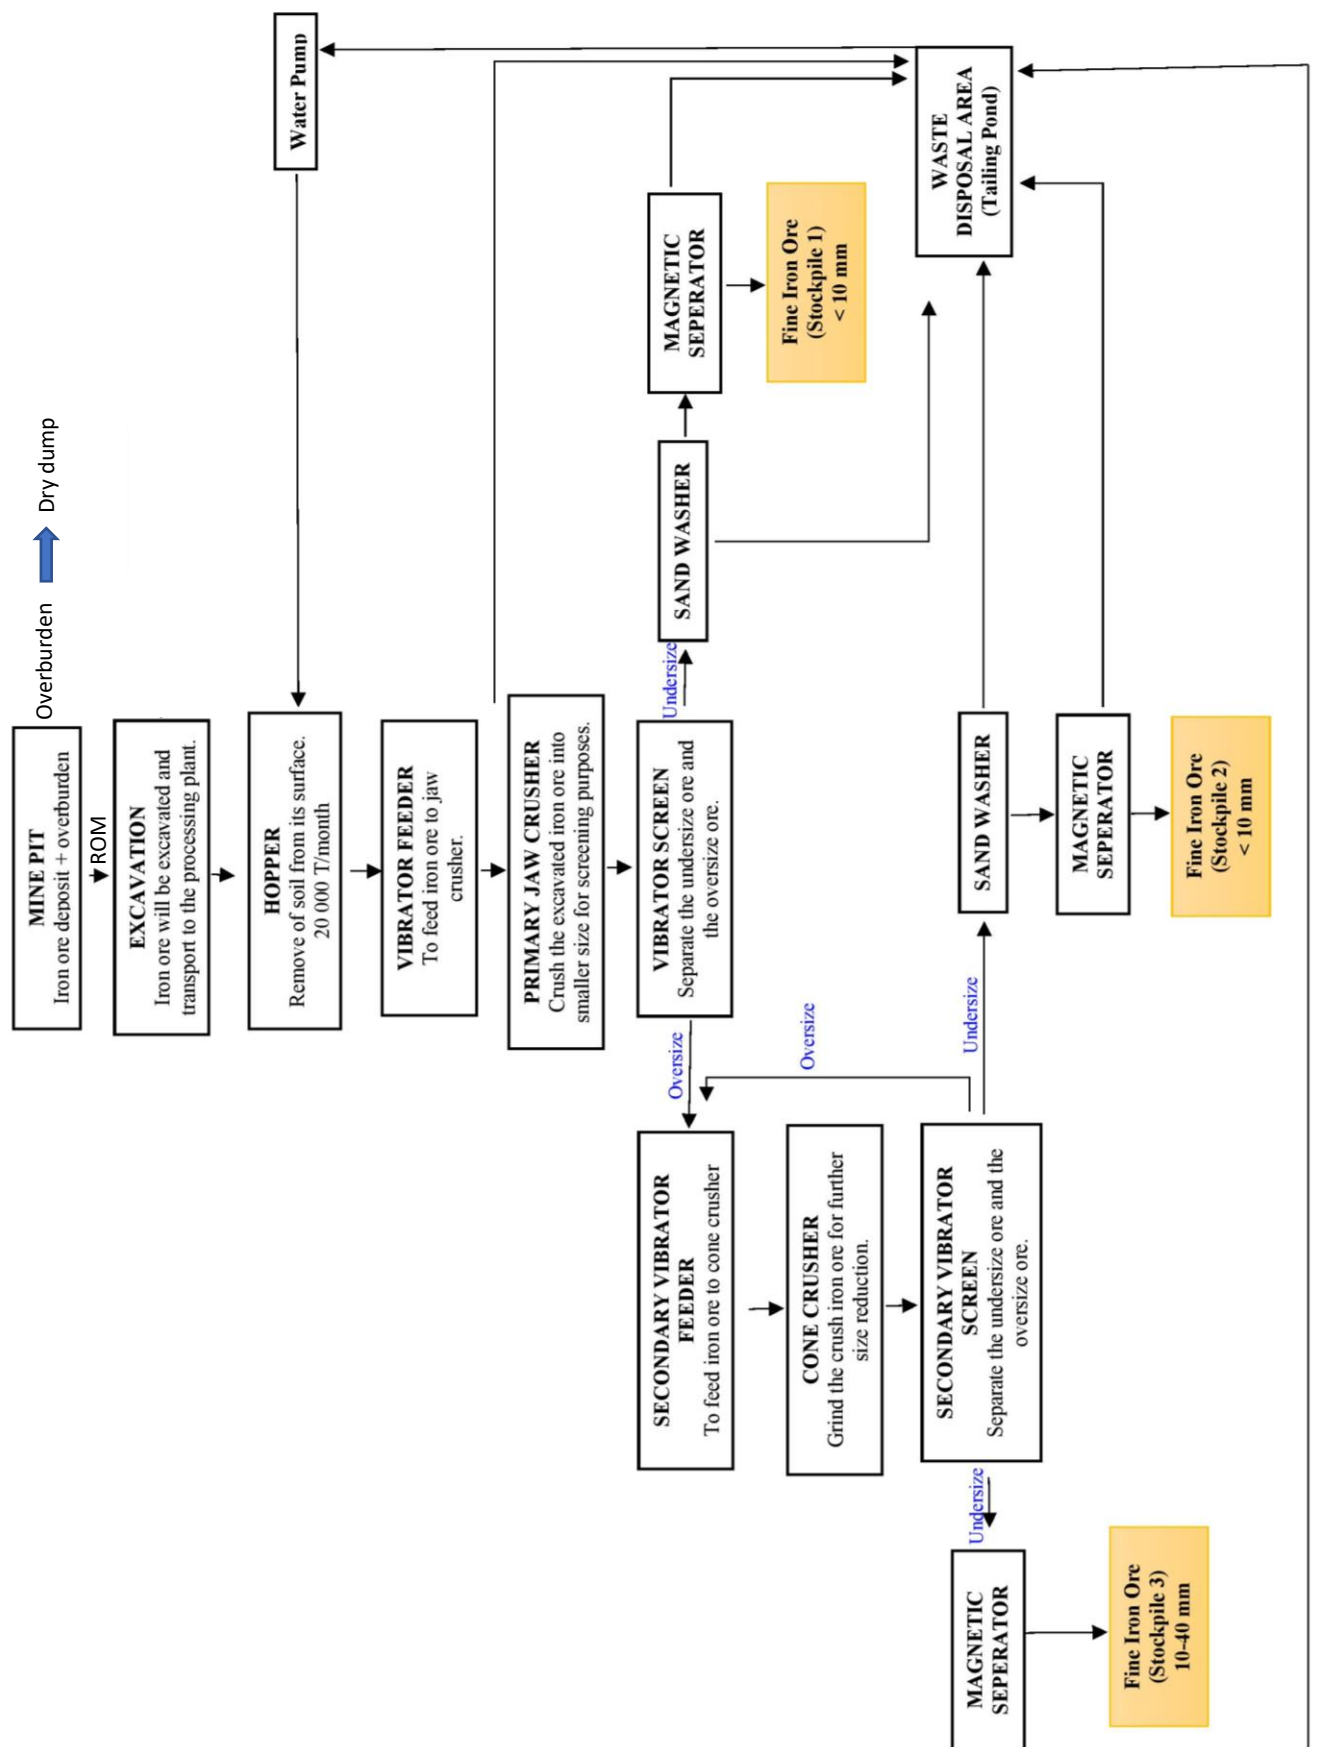 MINE PIT
Iron ore deposit + overburden
Overburden
Dry dump
ROM
EXCAVATION
Iron ore will be excavated and
transport to the processing plant.
Water Pump
HOPPER
Remove of soil from its surface.
20 000 T/month
VIBRATOR FEEDER
To feed iron ore to jaw
crusher.
PRIMARY JAW CRUSHER
Crush the excavated iron ore into
smaller size for screening purposes.
VIBRATOR SCREEN
Separate the undersize ore and
the oversize ore.
Undersize
SAND WASHER
MAGNETIC
SEPERATOR
Fine Iron Ore
(Stockpile 1)
< 10 mm
WASTE
DISPOSAL AREA
(Tailing Pond)
Oversize
SECONDARY VIBRATOR
FEEDER
To feed iron ore to cone crusher
CONE CRUSHER
Grind the crush iron ore for further
size reduction.
Oversize
SECONDARY VIBRATOR
SCREEN
Separate the undersize ore and the
oversize ore.
Undersize
SAND WASHER
MAGNETIC
SEPERATOR
Fine Iron Ore
(Stockpile 2)
< 10 mm
Undersize
MAGNETIC
SEPERATOR
Fine Iron Ore
(Stockpile 3)
10-40 mm